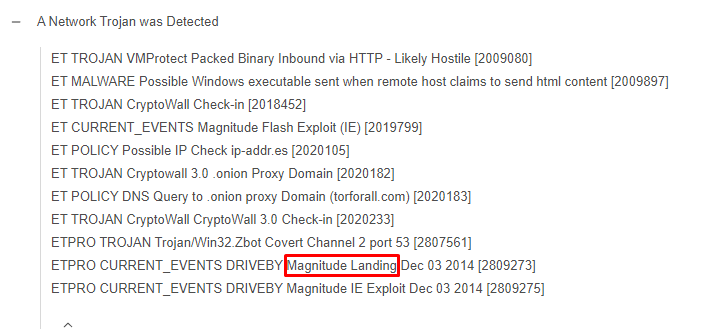 A Network Trojan was Detected
ET TROJAN VMProtect Packed Binary Inbound via HTTP - Likely Hostile [2009080]
ET MALWARE Possible Windows executable sent when remote host claims to send html content [2009897]
ET TROJAN CryptoWall Check-in [2018452]
ET CURRENT_EVENTS Magnitude Flash Exploit (IE) [2019799]
ET POLICY Possible IP Check ip-addr.es [2020105]
ET TROJAN Cryptowall 3.0 .onion Proxy Domain [2020182]
ET POLICY DNS Query to .onion proxy Domain (torforall.com) [2020183]
ET TROJAN CryptoWall CryptoWall 3.0 Check-in [2020233]
ETPRO TROJAN Trojan/Win32.Zbot Covert Channel 2 port 53 [2807561]
ETPRO CURRENT_EVENTS DRIVEBY Magnitude Landing Dec 03 2014 [2809273]
ETPRO CURRENT_EVENTS DRIVEBY Magnitude IE Exploit Dec 03 2014 [2809275]